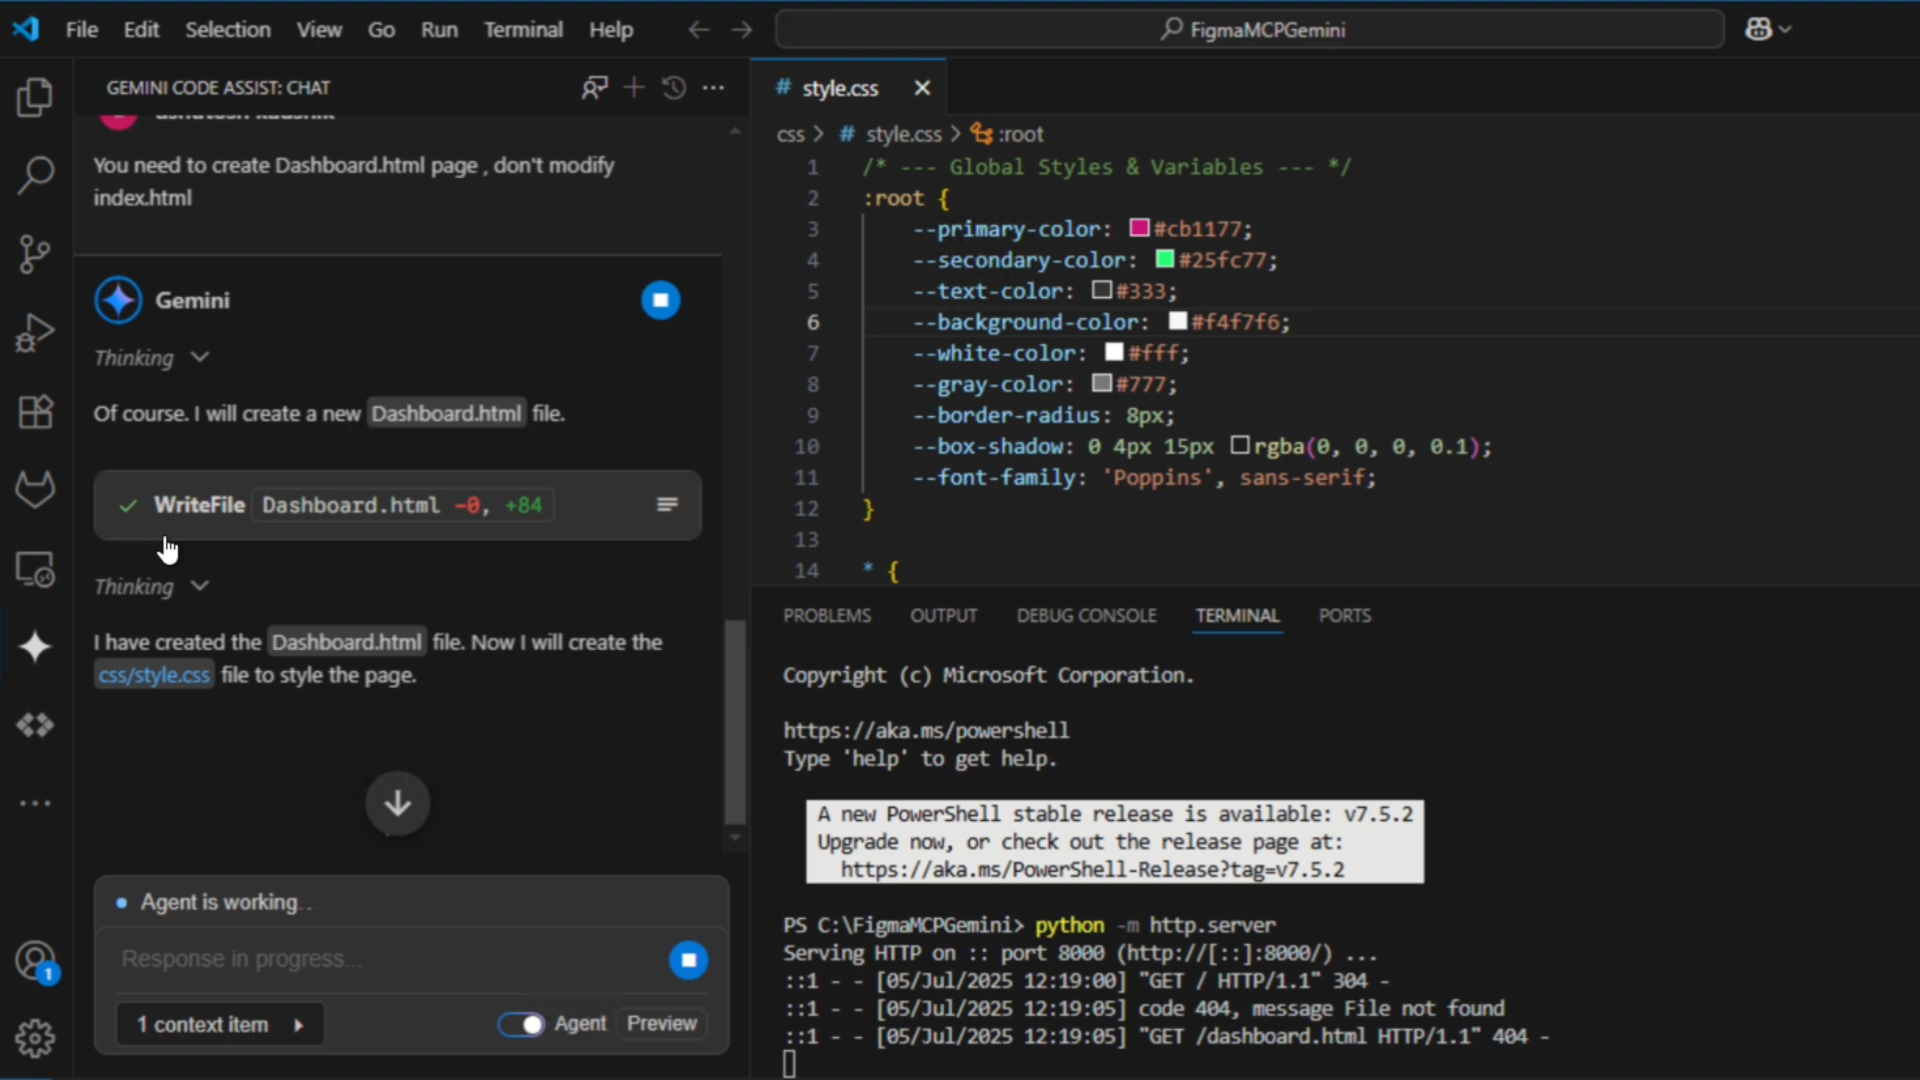 File Edit Selection View Go Run Terminal Help
FigmaMCPGemini
GEMINI CODE ASSIST: CHAT
You need to create Dashboard.html page , don't modify
index.html
Gemini
Thinking
Of course. I will create a new Dashboard.html file.
WriteFile Dashboard.html -0, +84
Thinking
I have created the Dashboard.html file. Now I will create the
css/style.css file to style the page.
Agent is working..
Response in progress...
1 context item
Agent Preview
1
# style.css
css > # style.css > :root
1 /* --- Global Styles & Variables --- */
2 :root {
3 --primary-color: #cb1177;
4 --secondary-color: #25fc77;
5 --text-color: #333;
6 --background-color: #f4f7f6;
7 --white-color: #fff;
8 --gray-color: #777;
9 --border-radius: 8px;
10 --box-shadow: 0 4px 15px rgba(0, 0, 0, 0.1);
11 --font-family: 'Poppins', sans-serif;
12 }
13
14 * {
PROBLEMS OUTPUT DEBUG CONSOLE TERMINAL PORTS
Copyright (c) Microsoft Corporation.
https://aka.ms/powershell
Type 'help' to get help.
A new PowerShell stable release is available: v7.5.2
Upgrade now, or check out the release page at:
https://aka.ms/PowerShell-Release?tag=v7.5.2
PS C:\FigmaMCPGemini> python -m http.server
Serving HTTP on :: port 8000 (http://[::]:8000/) ...
::1 - - [05/Jul/2025 12:19:00] "GET / HTTP/1.1" 304 -
::1 - - [05/Jul/2025 12:19:05] code 404, message File not found
::1 - - [05/Jul/2025 12:19:05] "GET /dashboard.html HTTP/1.1" 404 -